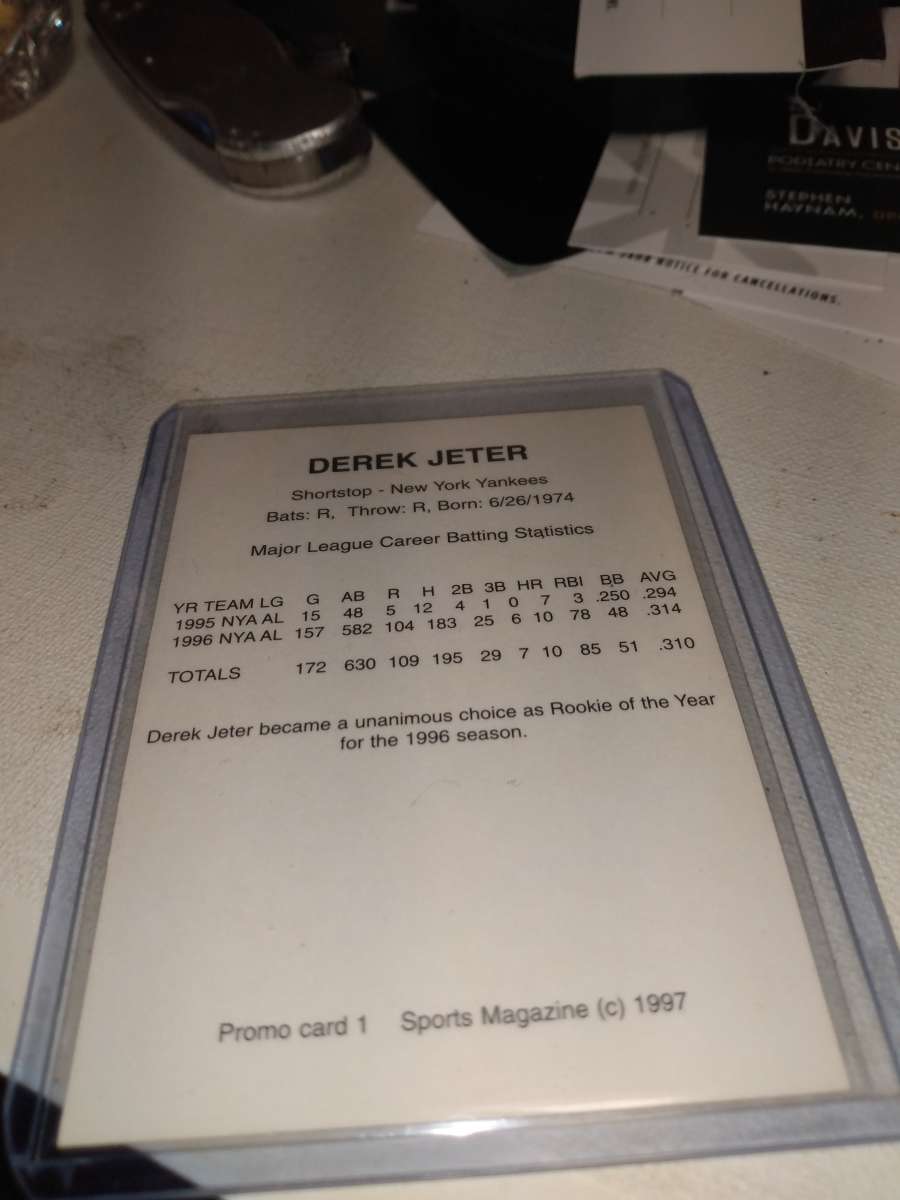 DAVIS
PODIATRY CEN
STEPHEN
HAYNAM,
NOTICE FOR CANCELLATIONS.
DEREK JETER
Shortstop - New York Yankees
Bats: R, Throw: R, Born: 6/26/1974
Major League Career Batting Statistics
YR TEAM LG G AB R H 2B 3B HR RBI BB AVG
1995 NYA AL 15 48 5 12 4 1 0 7 3 .250 .294
1996 NYA AL 157 582 104 183 25 6 10 78 48 .314
TOTALS 172 630 109 195 29 7 10 85 51 .310
Derek Jeter became a unanimous choice as Rookie of the Year
for the 1996 season.
Promo card 1 Sports Magazine (c) 1997